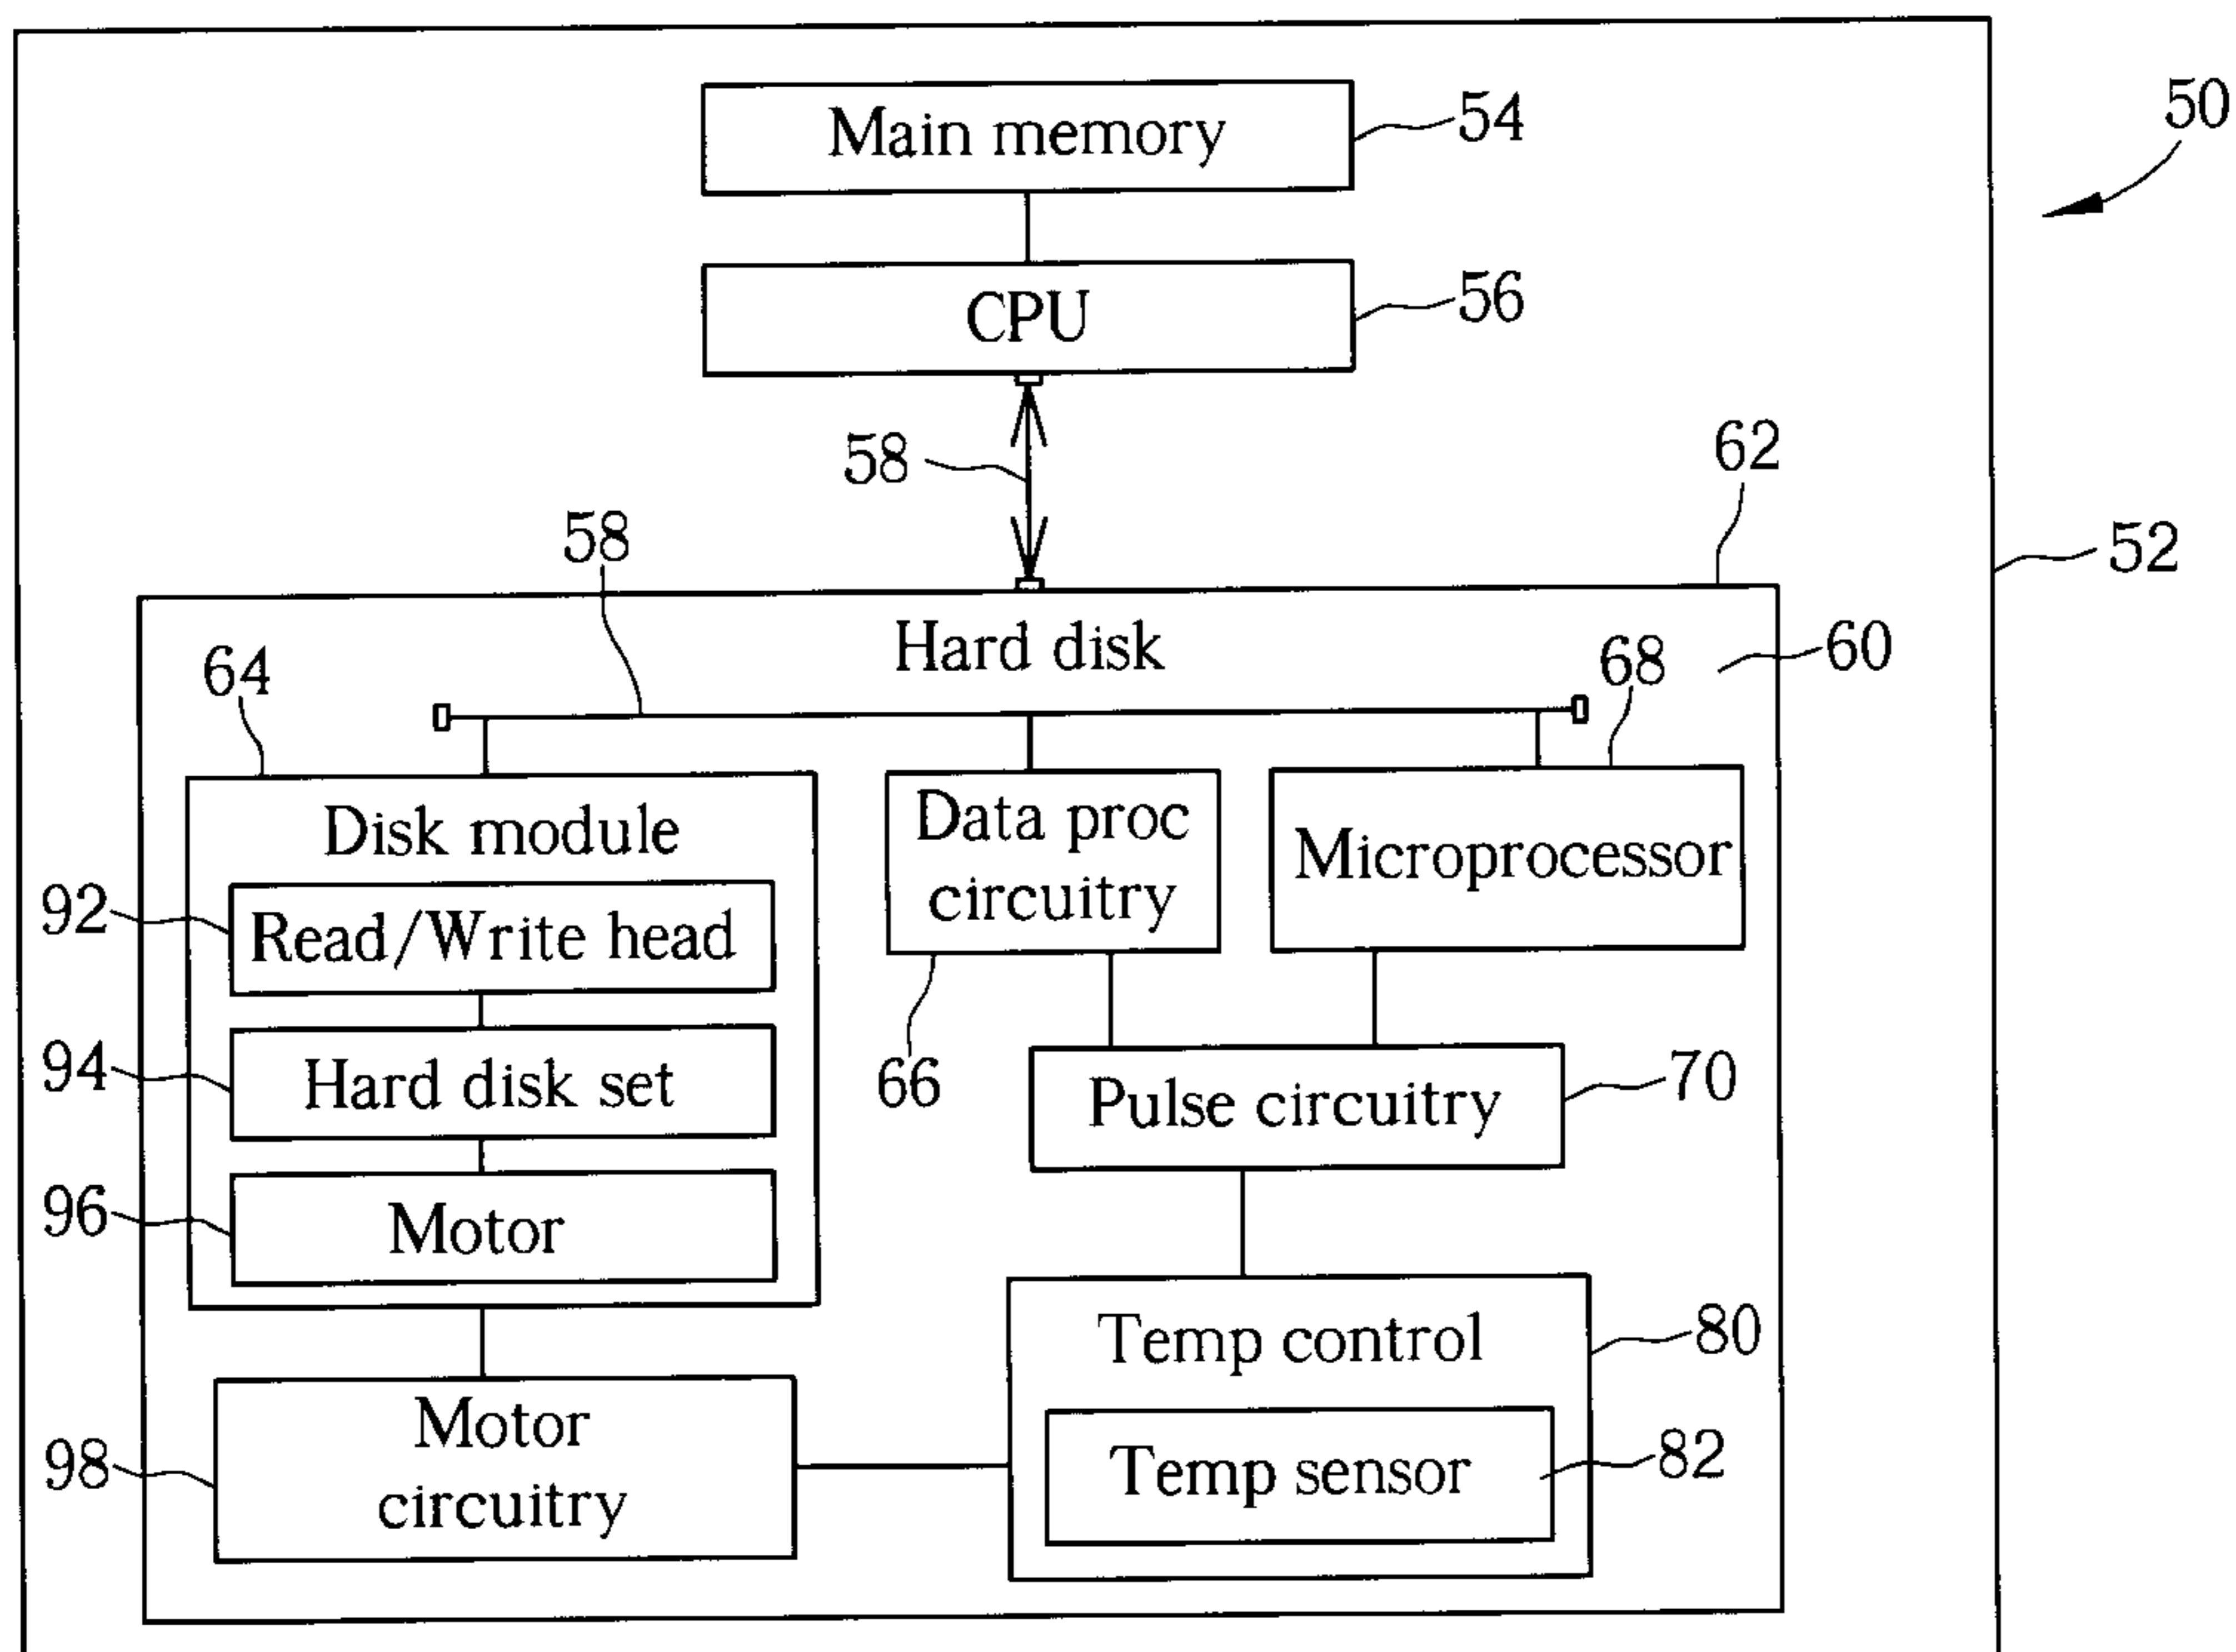 50
Main memory
54
CPU
56
58
62
58
52
Hard disk
60
64
68
Disk module
Data proc
circuitry
Microprocessor
92
Read/Write head
94
Hard disk set
66
Pulse circuitry
70
96
Motor
Temp control
80
98
Motor
circuitry
Temp sensor
82